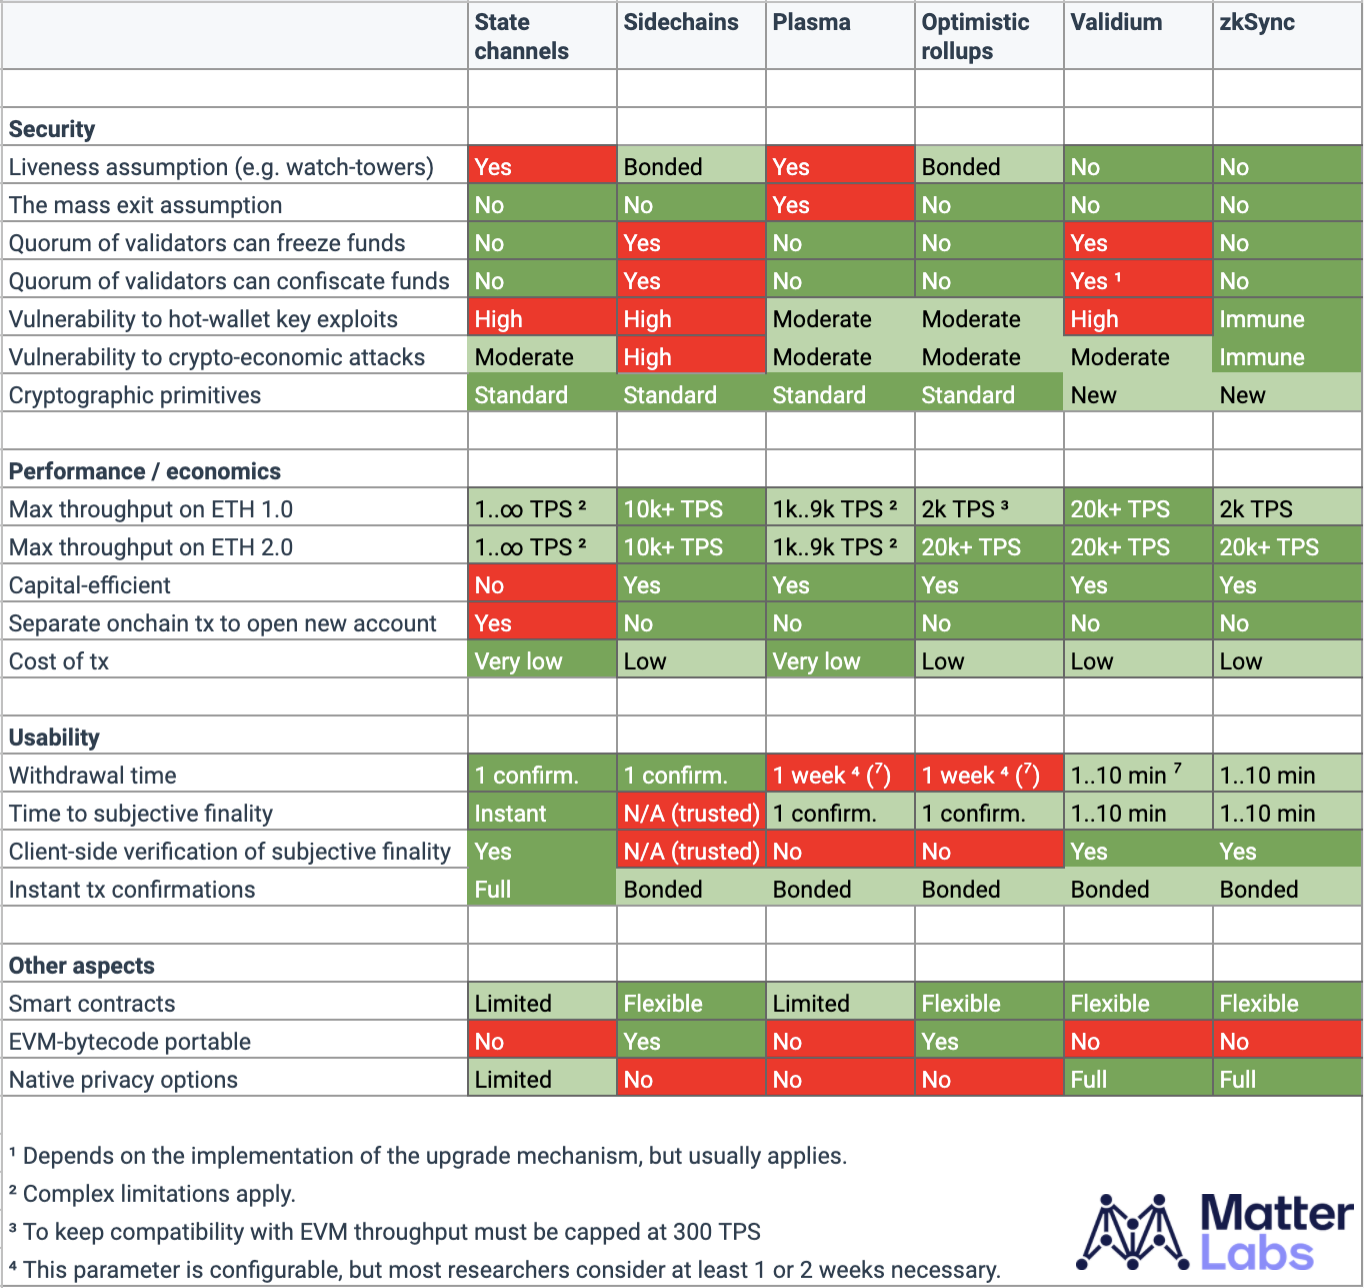 State channels Sidechains Plasma Optimistic rollups Validium zkSync
Security
Liveness assumption (e.g. watch-towers) Yes Bonded Yes Bonded No No
The mass exit assumption No No Yes No No No
Quorum of validators can freeze funds No Yes No No Yes No
Quorum of validators can confiscate funds No Yes No No Yes ¹ No
Vulnerability to hot-wallet key exploits High High Moderate Moderate High Immune
Vulnerability to crypto-economic attacks Moderate High Moderate Moderate Moderate Immune
Cryptographic primitives Standard Standard Standard Standard New New
Performance / economics
Max throughput on ETH 1.0 1..∞ TPS ² 10k+ TPS 1k..9k TPS ² 2k TPS ³ 20k+ TPS 2k TPS
Max throughput on ETH 2.0 1..∞ TPS ² 10k+ TPS 1k..9k TPS ² 20k+ TPS 20k+ TPS 20k+ TPS
Capital-efficient No Yes Yes Yes Yes Yes
Separate onchain tx to open new account Yes No No No No No
Cost of tx Very low Low Very low Low Low Low
Usability
Withdrawal time 1 confirm. 1 confirm. 1 week ⁴ (⁷) 1 week ⁴ (⁷) 1..10 min ⁷ 1..10 min
Time to subjective finality Instant N/A (trusted) 1 confirm. 1 confirm. 1..10 min 1..10 min
Client-side verification of subjective finality Yes N/A (trusted) No No Yes Yes
Instant tx confirmations Full Bonded Bonded Bonded Bonded Bonded
Other aspects
Smart contracts Limited Flexible Limited Flexible Flexible Flexible
EVM-bytecode portable No Yes No Yes No No
Native privacy options Limited No No No Full Full
¹ Depends on the implementation of the upgrade mechanism, but usually applies.
² Complex limitations apply.
³ To keep compatibility with EVM throughput must be capped at 300 TPS
⁴ This parameter is configurable, but most researchers consider at least 1 or 2 weeks necessary.
Matter
Labs